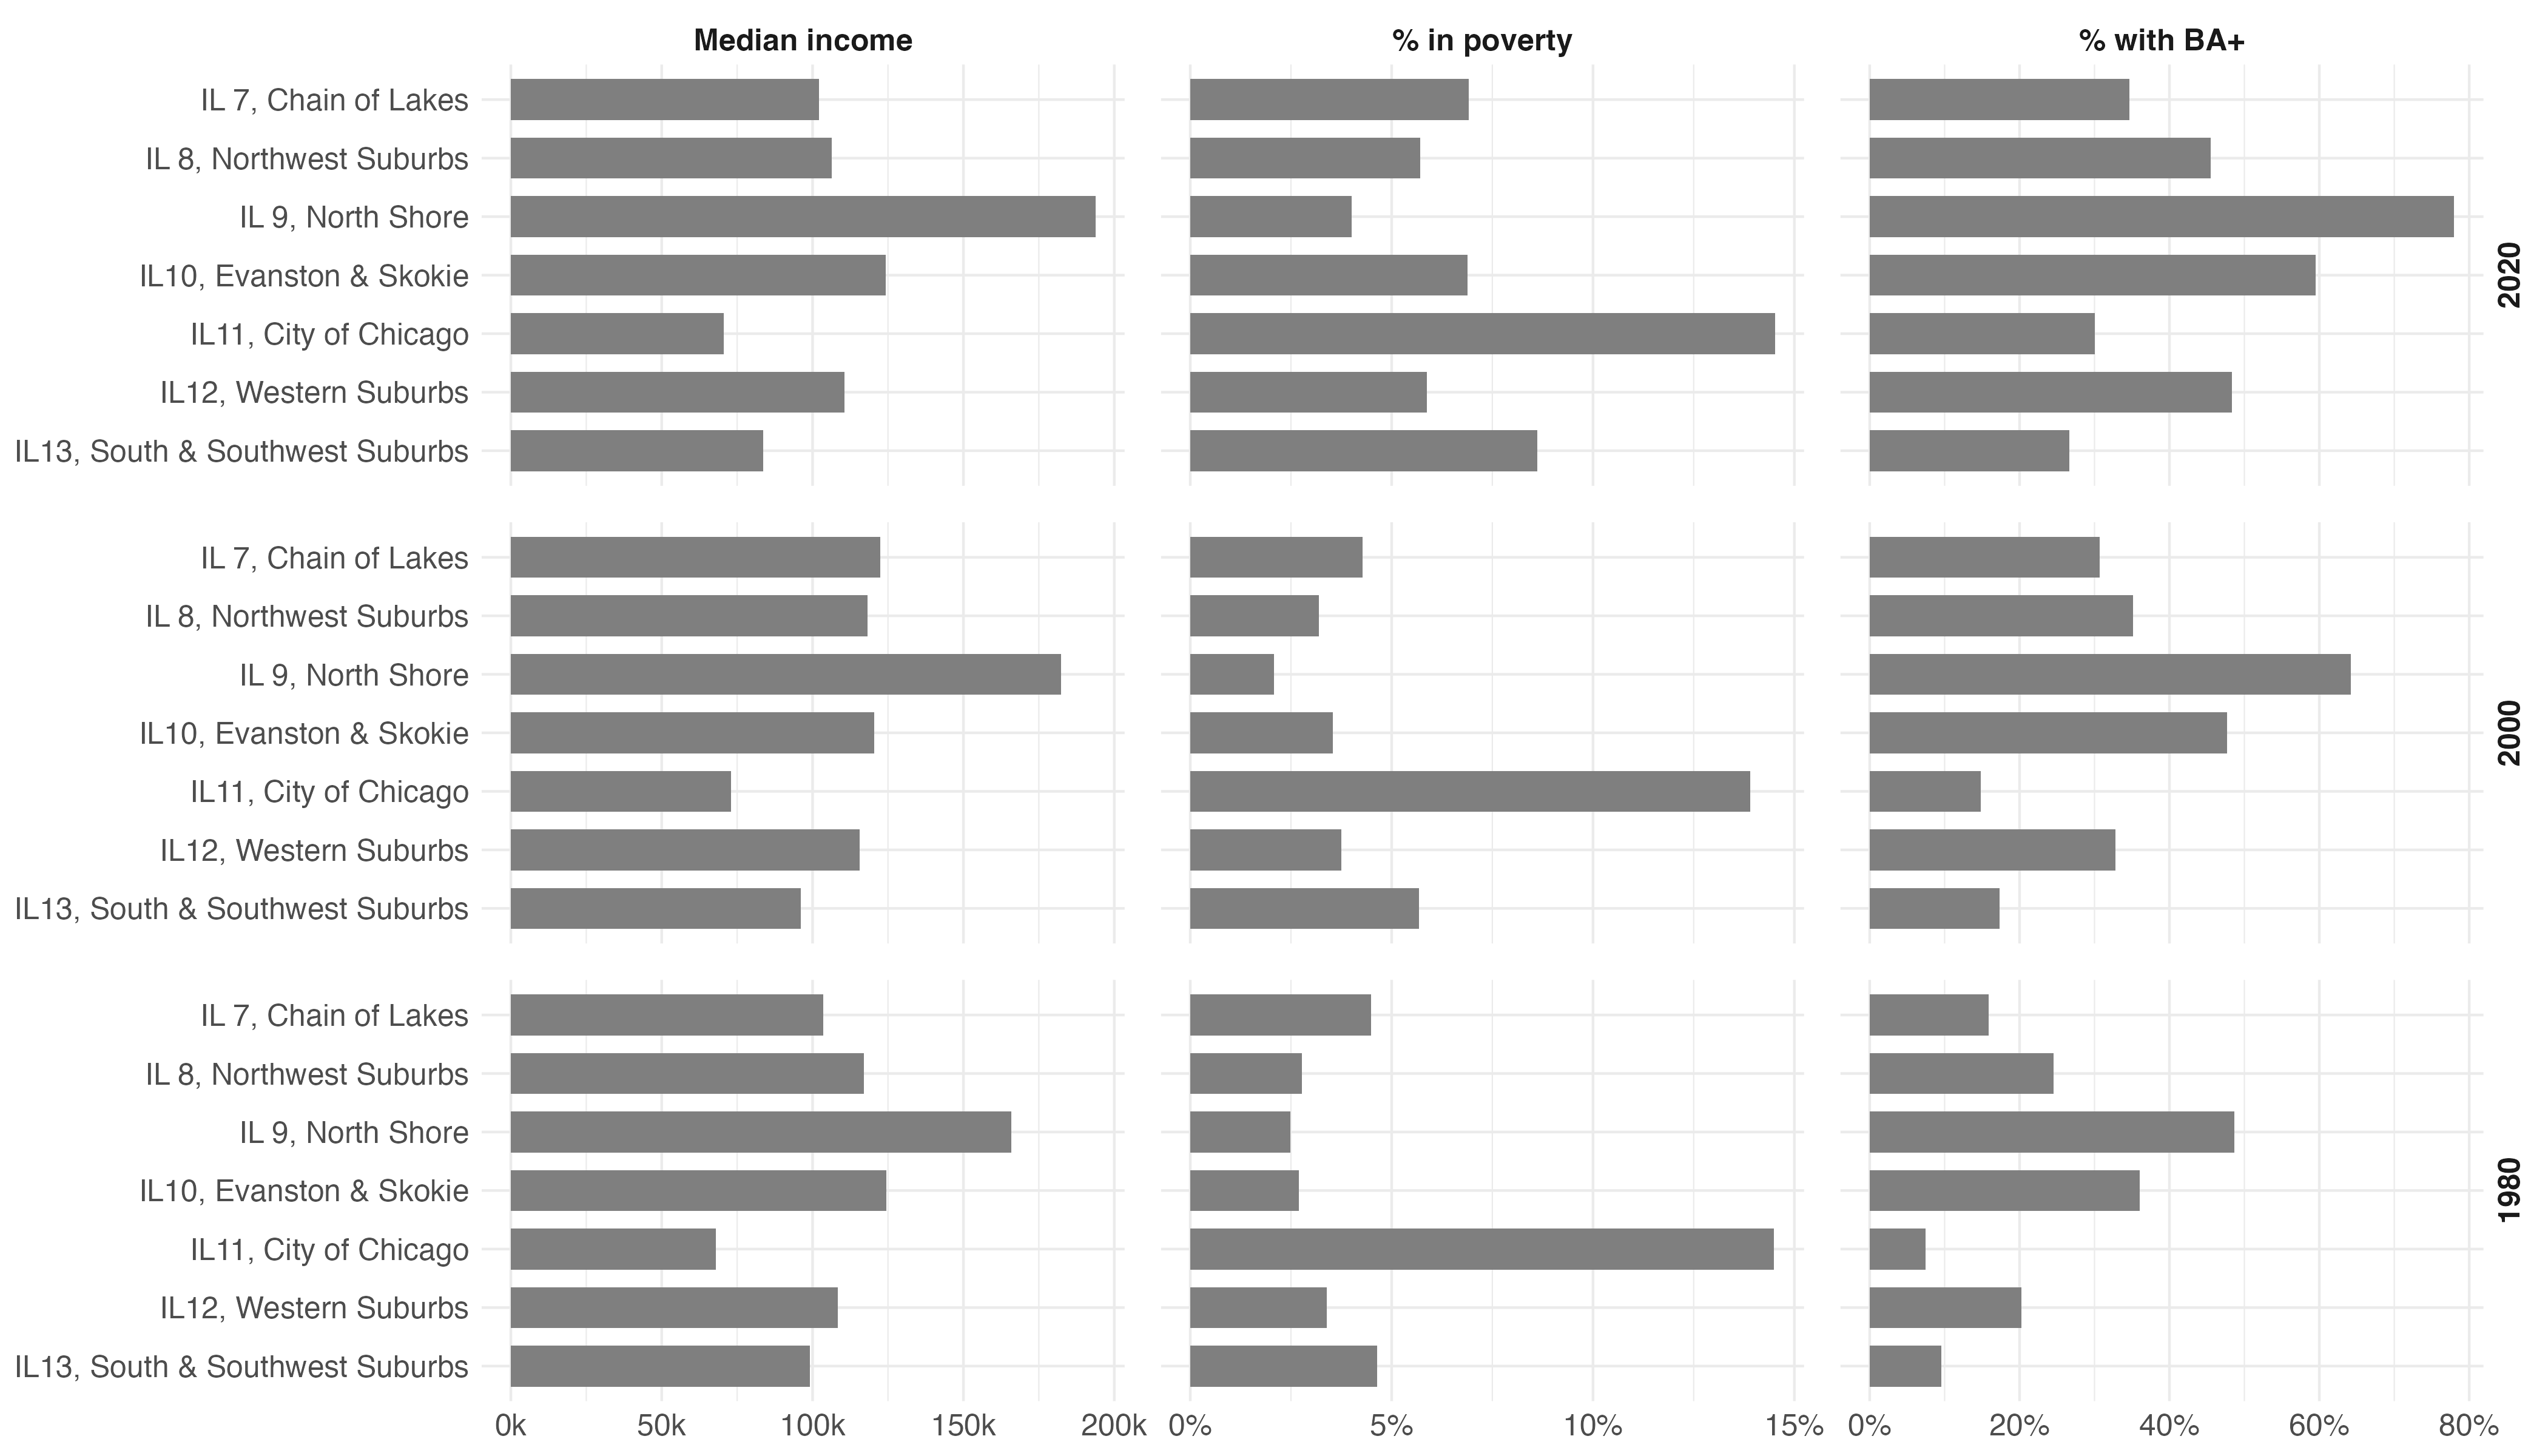 Median income % in poverty % with BA+
IL 7, Chain of Lakes
IL 8, Northwest Suburbs
IL 9, North Shore
IL10, Evanston & Skokie
IL11, City of Chicago
IL12, Western Suburbs
IL13, South & Southwest Suburbs
2020
IL 7, Chain of Lakes
IL 8, Northwest Suburbs
IL 9, North Shore
IL10, Evanston & Skokie
IL11, City of Chicago
IL12, Western Suburbs
IL13, South & Southwest Suburbs
2000
IL 7, Chain of Lakes
IL 8, Northwest Suburbs
IL 9, North Shore
IL10, Evanston & Skokie
IL11, City of Chicago
IL12, Western Suburbs
IL13, South & Southwest Suburbs
1980
0k 50k 100k 150k 200k 0% 5% 10% 15% 0% 20% 40% 60% 80%